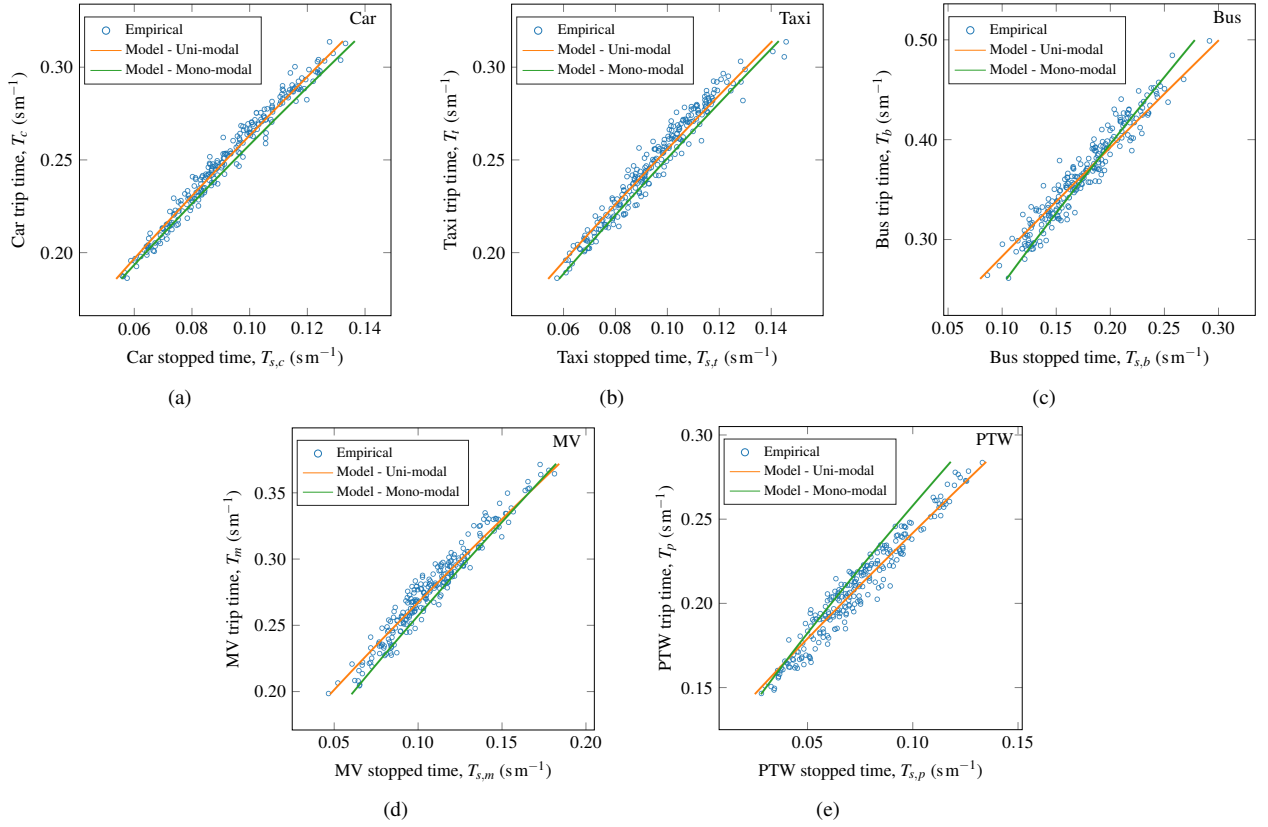 Car
Empirical
Model - Uni-modal
Model - Mono-modal
0.30
0.20
Car trip time, T_c (s m⁻¹)
0.06
0.08
0.10
0.12
0.14
Car stopped time, T_{s,c} (s m⁻¹)
(a)
Taxi
Empirical
Model - Uni-modal
Model - Mono-modal
0.30
0.25
0.20
Taxi trip time, T_t (s m⁻¹)
0.06
0.08
0.10
0.12
0.14
Taxi stopped time, T_{s,t} (s m⁻¹)
(b)
Bus
Empirical
Model - Uni-modal
Model - Mono-modal
0.50
0.40
0.30
Bus trip time, T_b (s m⁻¹)
0.05
0.10
0.15
0.20
0.25
0.30
Bus stopped time, T_{s,b} (s m⁻¹)
(c)
MV
Empirical
Model - Uni-modal
Model - Mono-modal
0.35
0.30
0.25
0.20
MV trip time, T_m (s m⁻¹)
0.05
0.10
0.15
0.20
MV stopped time, T_{s,m} (s m⁻¹)
(d)
PTW
Empirical
Model - Uni-modal
Model - Mono-modal
0.30
0.25
0.20
0.15
PTW trip time, T_p (s m⁻¹)
0.05
0.10
0.15
PTW stopped time, T_{s,p} (s m⁻¹)
(e)